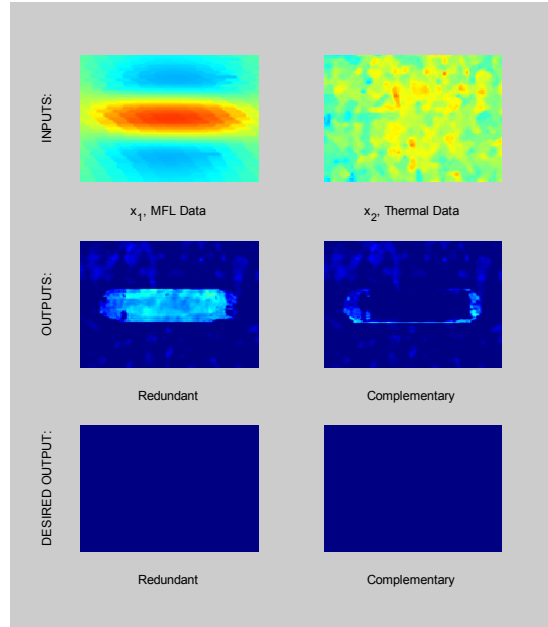 INPUTS:
x1, MFL Data
x2, Thermal Data
OUTPUTS:
Redundant
Complementary
DESIRED OUTPUT:
Redundant
Complementary